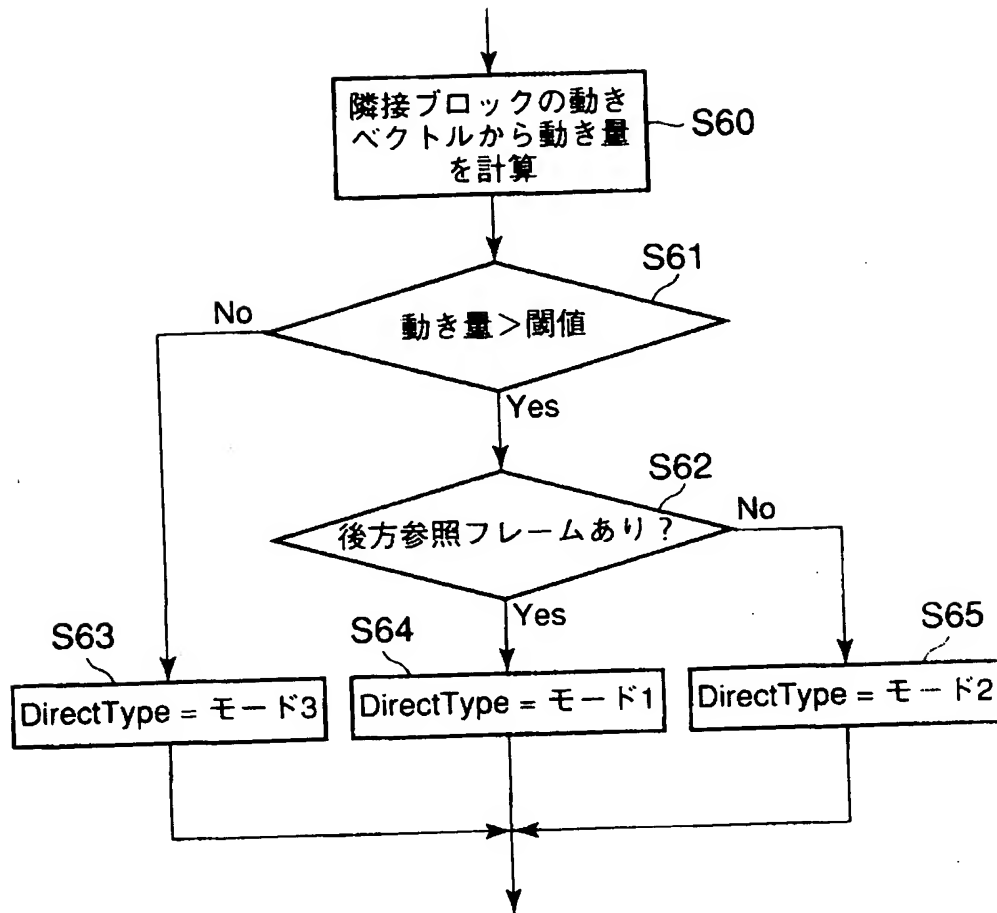 隣接ブロックの動き
ベクトルから動き量
を計算
S60
S61
No
動き量＞閾値
Yes
S62
No
後方参照フレームあり？
Yes
S63
S64
S65
DirectType = モード3
DirectType = モード1
DirectType = モード2